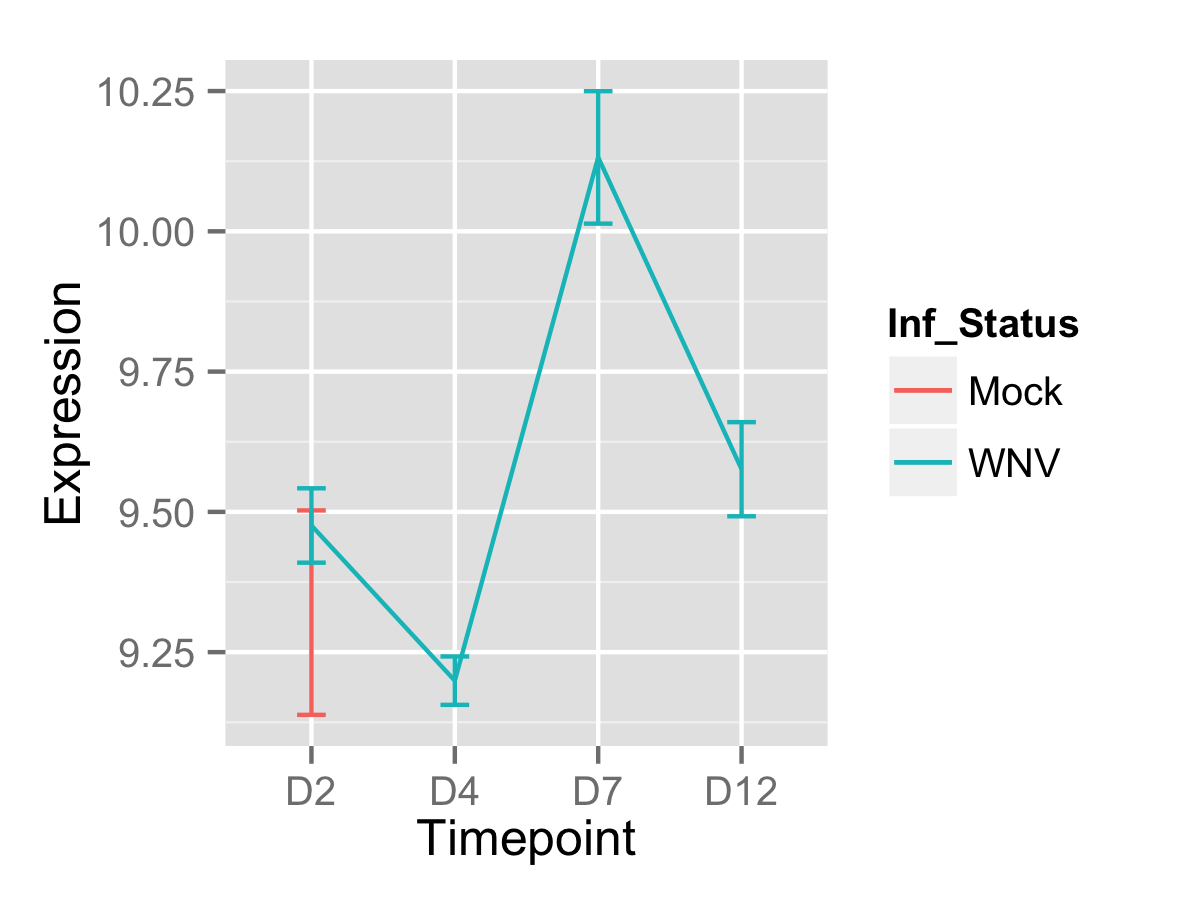 10.25
10.00
9.75
9.50
9.25
Expression
D2 D4 D7 D12
Timepoint
Inf_Status
Mock
WNV